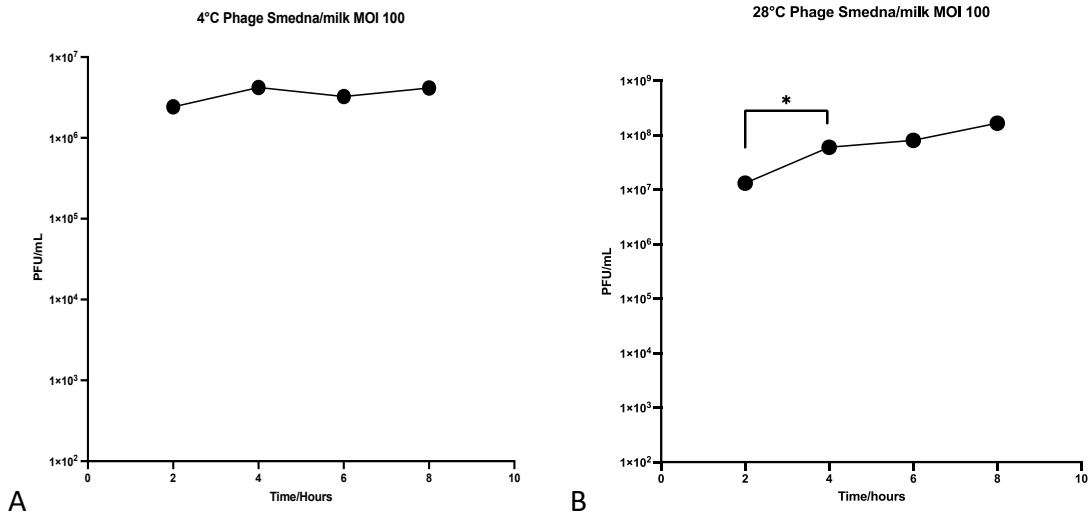 4°C Phage Smedna/milk MOI 100
1×10⁷
1×10⁶
1×10⁵
1×10⁴
1×10³
1×10²
PFU/mL
0 2 4 6 8 10
Time/Hours
A
28°C Phage Smedna/milk MOI 100
1×10⁹
1×10⁸
1×10⁷
1×10⁶
1×10⁵
1×10⁴
1×10³
1×10²
PFU/mL
*
0 2 4 6 8 10
Time/hours
B